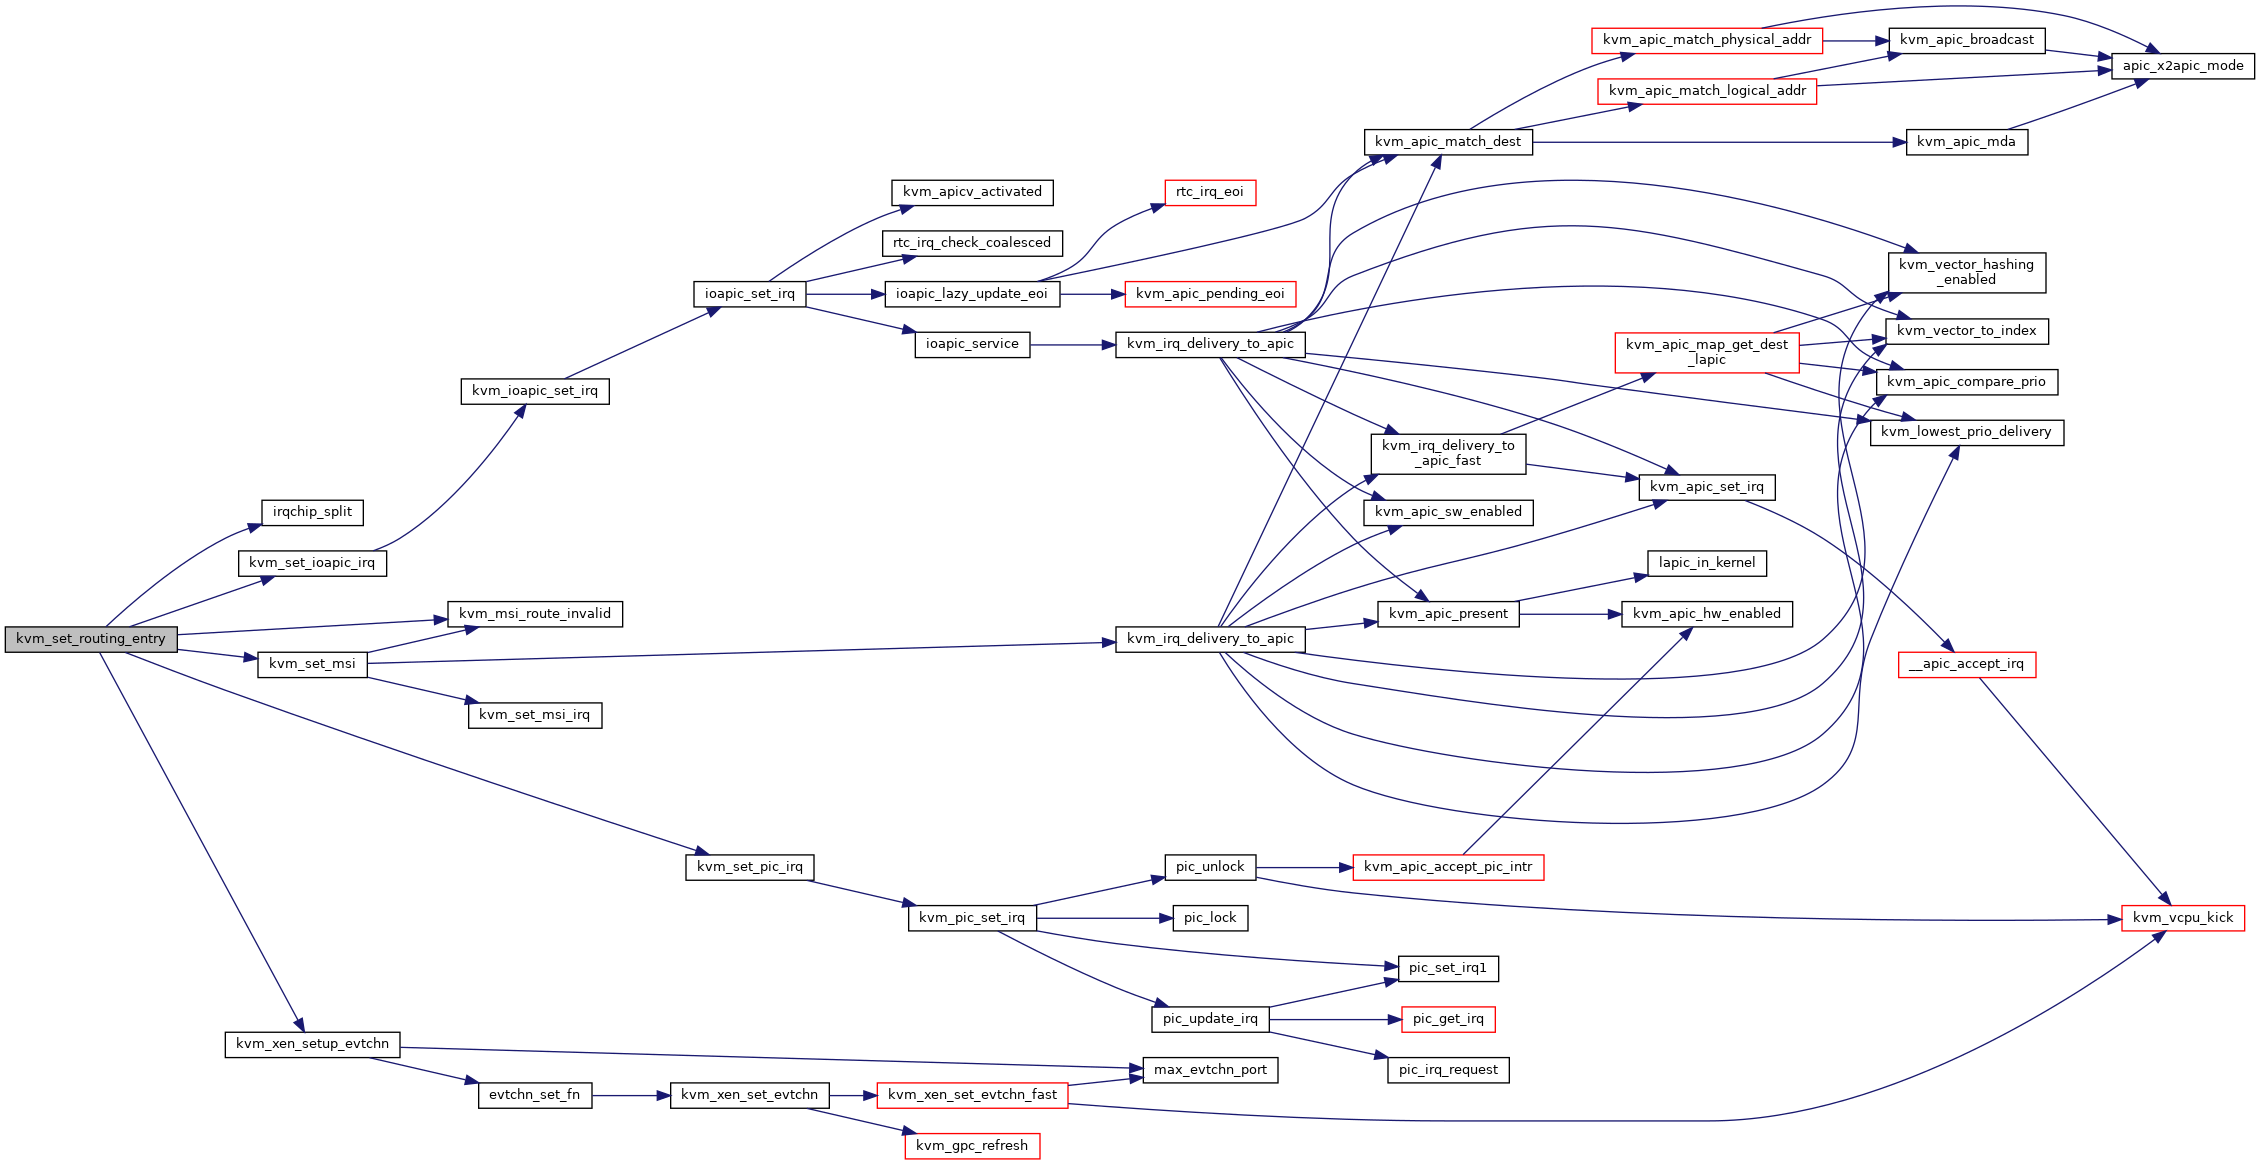 kvm_apic_match_physical_addr
kvm_apic_broadcast
apic_x2apic_mode
kvm_apic_match_logical_addr
kvm_apic_match_dest
kvm_apic_mda
kvm_apicv_activated
rtc_irq_eoi
rtc_irq_check_coalesced
kvm_vector_hashing
_enabled
ioapic_set_irq
ioapic_lazy_update_eoi
kvm_apic_pending_eoi
kvm_vector_to_index
ioapic_service
kvm_irq_delivery_to_apic
kvm_apic_map_get_dest
_lapic
kvm_apic_compare_prio
kvm_ioapic_set_irq
kvm_lowest_prio_delivery
kvm_irq_delivery_to
_apic_fast
kvm_apic_set_irq
irqchip_split
kvm_apic_sw_enabled
kvm_set_ioapic_irq
lapic_in_kernel
kvm_msi_route_invalid
kvm_apic_present
kvm_apic_hw_enabled
kvm_set_routing_entry
kvm_irq_delivery_to_apic
kvm_set_msi
__apic_accept_irq
kvm_set_msi_irq
kvm_set_pic_irq
pic_unlock
kvm_apic_accept_pic_intr
kvm_pic_set_irq
pic_lock
kvm_vcpu_kick
pic_set_irq1
pic_update_irq
pic_get_irq
kvm_xen_setup_evtchn
max_evtchn_port
pic_irq_request
evtchn_set_fn
kvm_xen_set_evtchn
kvm_xen_set_evtchn_fast
kvm_gpc_refresh